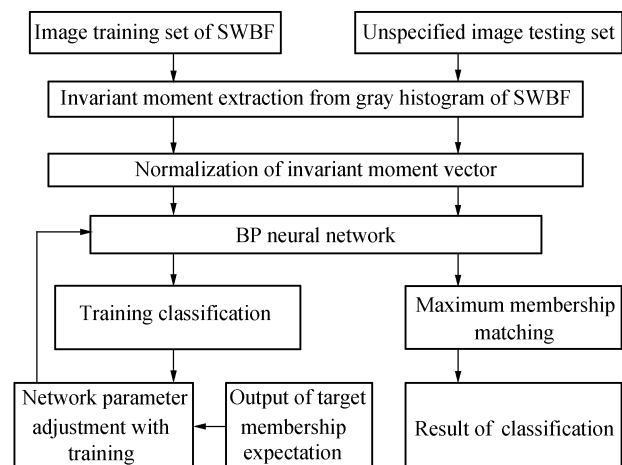 Image training set of SWBF
Unspecified image testing set
Invariant moment extraction from gray histogram of SWBF
Normalization of invariant moment vector
BP neural network
Training classification
Maximum membership
matching
Network parameter
adjustment with
training
Output of target
membership
expectation
Result of classification